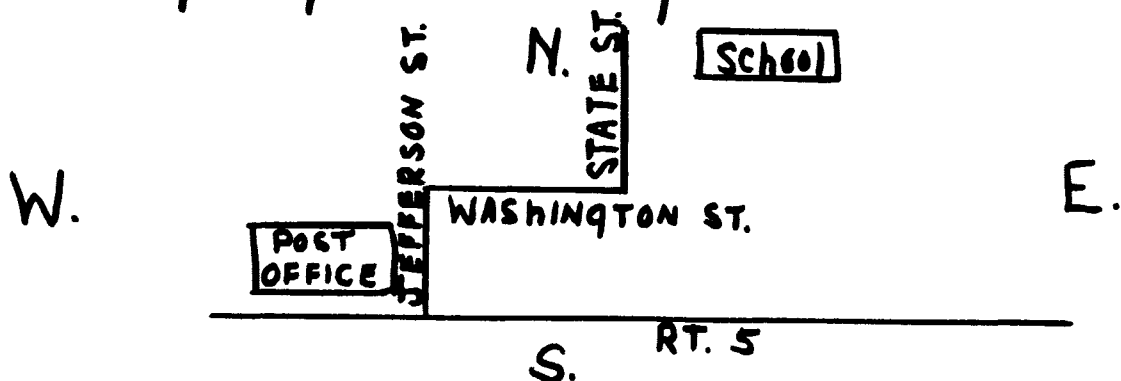 JEFFERSON ST.
N.
STATE ST.
School
W.
E.
WASHINGTON ST.
POST
OFFICE
RT. 5
S.